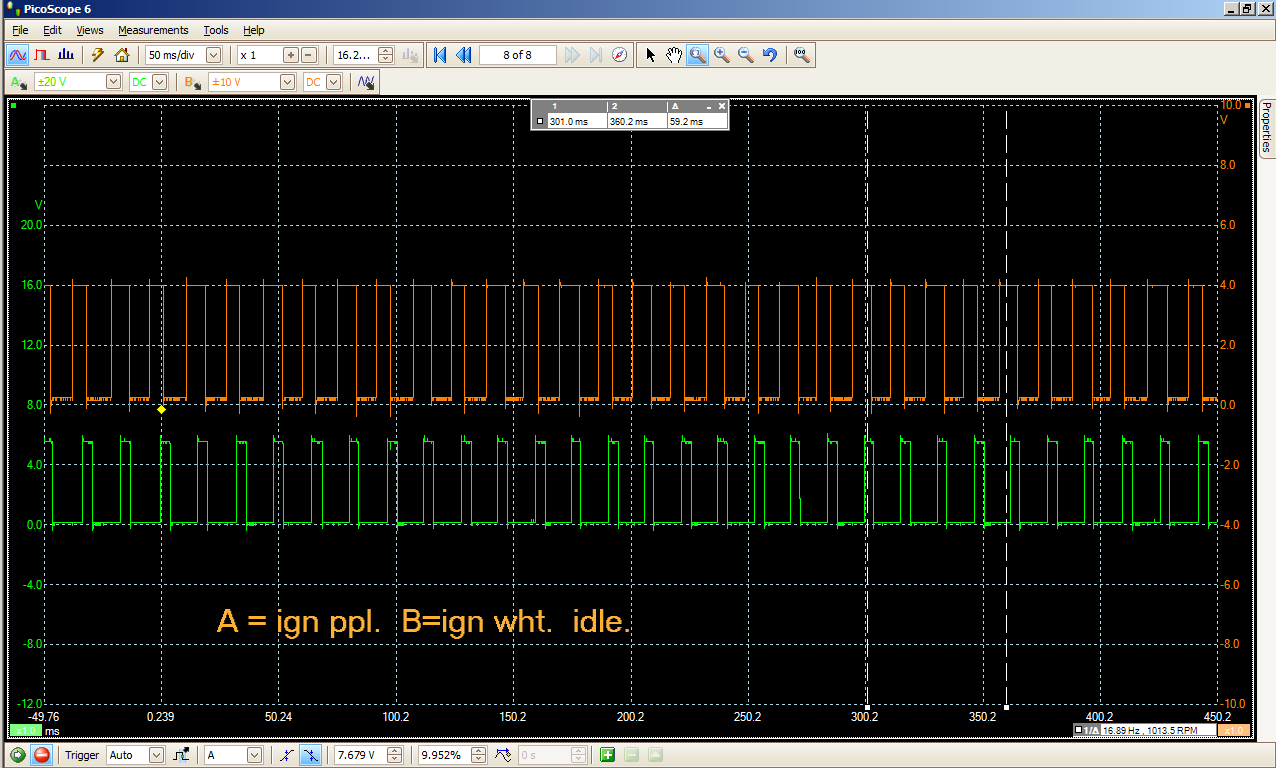 PicoScope 6
File Edit Views Measurements Tools Help
50 ms/div x 1 16.2... 8 of 8
A ±20 V DC B ±10 V DC
1 2 Δ
301.0 ms 360.2 ms 59.2 ms
Properties
V
20.0
16.0
12.0
8.0
4.0
0.0
-4.0
-8.0
-12.0
10.0
V
8.0
6.0
4.0
2.0
0.0
-2.0
-4.0
-6.0
-8.0
-10.0
A = ign ppl. B=ign wht. idle.
-49.76 0.239 50.24 100.2 150.2 200.2 250.2 300.2 350.2 400.2 450.2
x1.0 ms 1/Δ 16.89 Hz , 1013.5 RPM x1.0
Trigger Auto A 7.679 V 9.952% 0 s